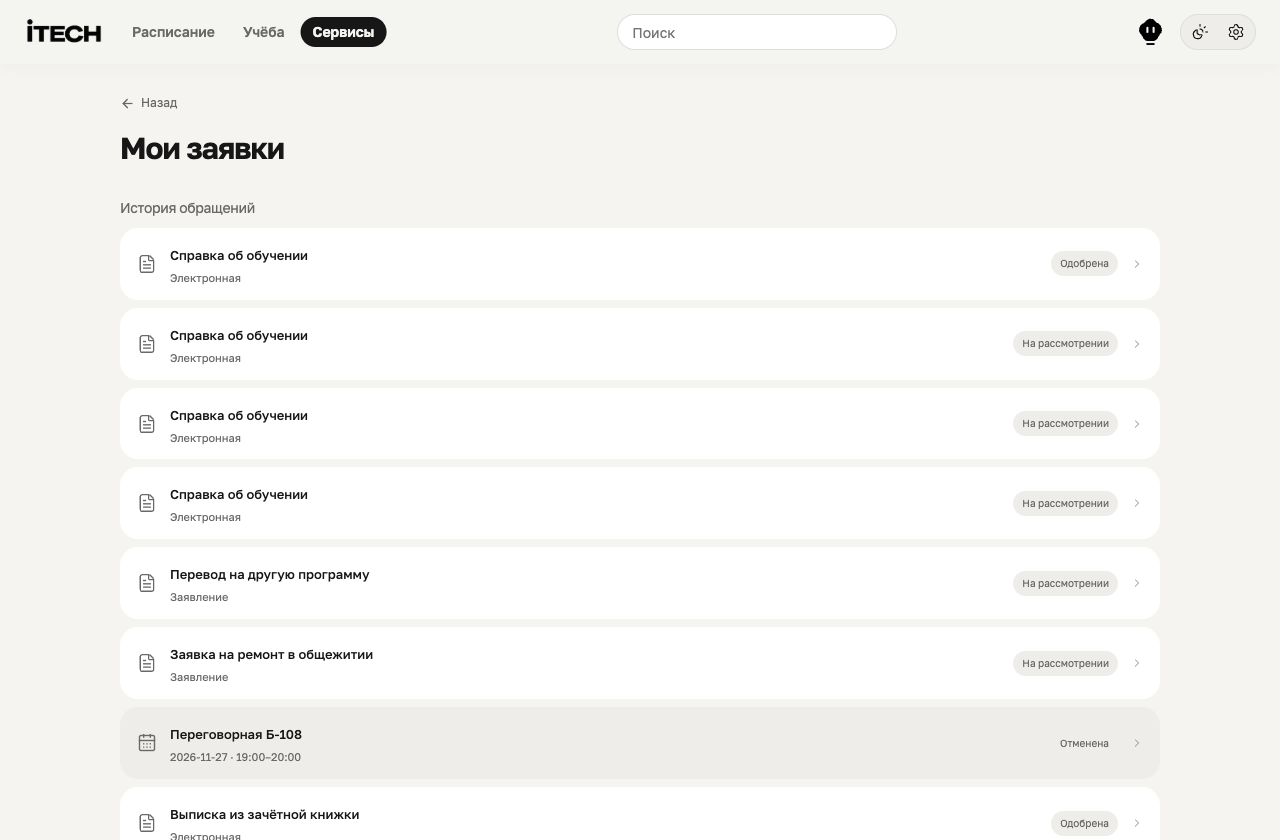 iTECH
Расписание
Учёба
Сервисы
Поиск
Назад
Мои заявки
История обращений
Справка об обучении
Электронная
Одобрена
Справка об обучении
Электронная
На рассмотрении
Справка об обучении
Электронная
На рассмотрении
Справка об обучении
Электронная
На рассмотрении
Перевод на другую программу
Заявление
На рассмотрении
Заявка на ремонт в общежитии
Заявление
На рассмотрении
Переговорная Б-108
2026-11-27 · 19:00–20:00
Отменена
Выписка из зачётной книжки
Электронная
Одобрена